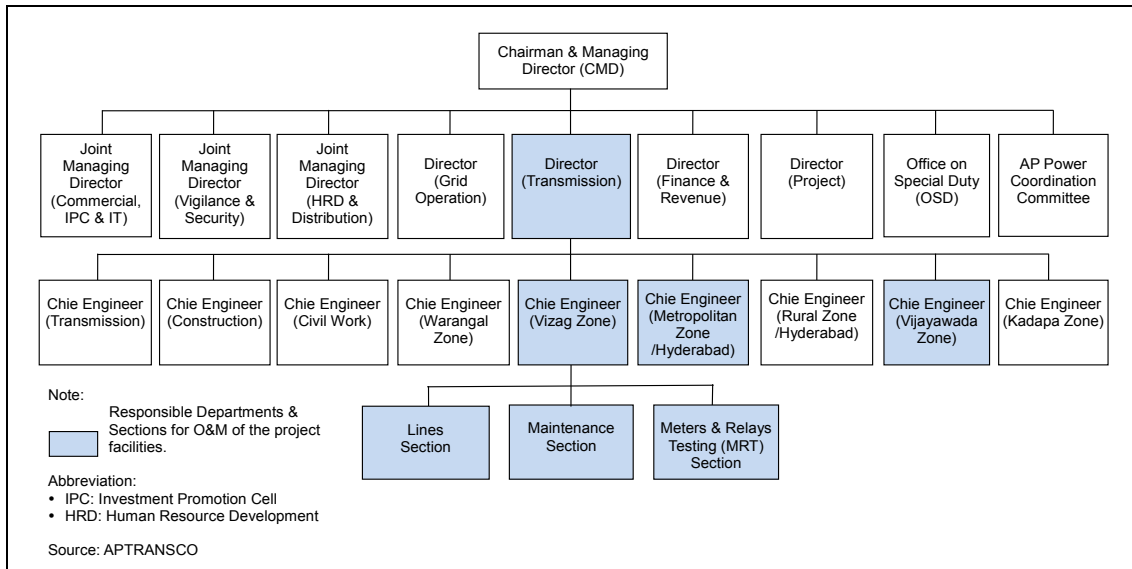 Chairman & Managing
Director (CMD)
Joint
Managing
Director
(Commercial,
IPC & IT)
Joint
Managing
Director
(Vigilance &
Security)
Joint
Managing
Director
(HRD &
Distribution)
Director
(Grid
Operation)
Director
(Transmission)
Director
(Finance &
Revenue)
Director
(Project)
Office on
Special Duty
(OSD)
AP Power
Coordination
Committee
Chie Engineer
(Transmission)
Chie Engineer
(Construction)
Chie Engineer
(Civil Work)
Chie Engineer
(Warangal
Zone)
Chie Engineer
(Vizag Zone)
Chie Engineer
(Metropolitan
Zone
/Hyderabad)
Chie Engineer
(Rural Zone
/Hyderabad)
Chie Engineer
(Vijayawada
Zone)
Chie Engineer
(Kadapa Zone)
Lines
Section
Maintenance
Section
Meters & Relays
Testing (MRT)
Section
Note:
Responsible Departments &
Sections for O&M of the project
facilities.
Abbreviation:
• IPC: Investment Promotion Cell
• HRD: Human Resource Development
Source: APTRANSCO